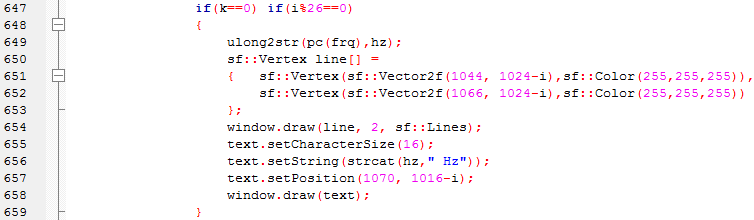 647 if(k==0) if(i%26==0)
648 {
649 ulong2str(pc(frq),hz);
650 sf::Vertex line[] =
651 { sf::Vertex(sf::Vector2f(1044, 1024-i),sf::Color(255,255,255)),
652 sf::Vertex(sf::Vector2f(1066, 1024-i),sf::Color(255,255,255))
653 };
654 window.draw(line, 2, sf::Lines);
655 text.setCharacterSize(16);
656 text.setString(strcat(hz," Hz"));
657 text.setPosition(1070, 1016-i);
658 window.draw(text);
659 }